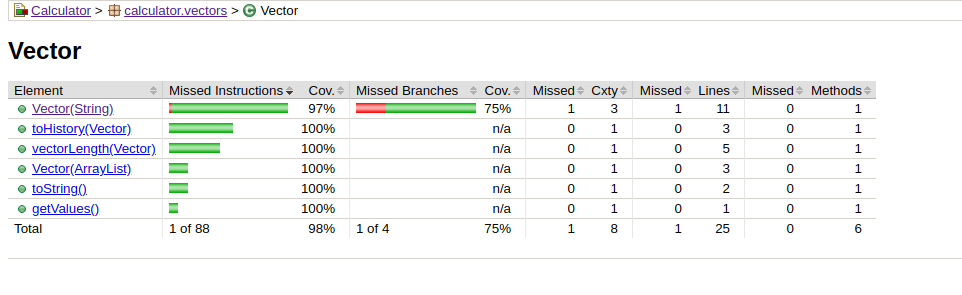 Calculator > calculator.vectors > Vector
Vector
Element Missed Instructions Cov. Missed Branches Cov. Missed Cxty Missed Lines Missed Methods
Vector(String) 97% 75% 1 3 1 11 0 1
toHistory(Vector) 100% n/a 0 1 0 3 0 1
vectorLength(Vector) 100% n/a 0 1 0 5 0 1
Vector(ArrayList) 100% n/a 0 1 0 3 0 1
toString() 100% n/a 0 1 0 2 0 1
getValues() 100% n/a 0 1 0 1 0 1
Total 1 of 88 98% 1 of 4 75% 1 8 1 25 0 6